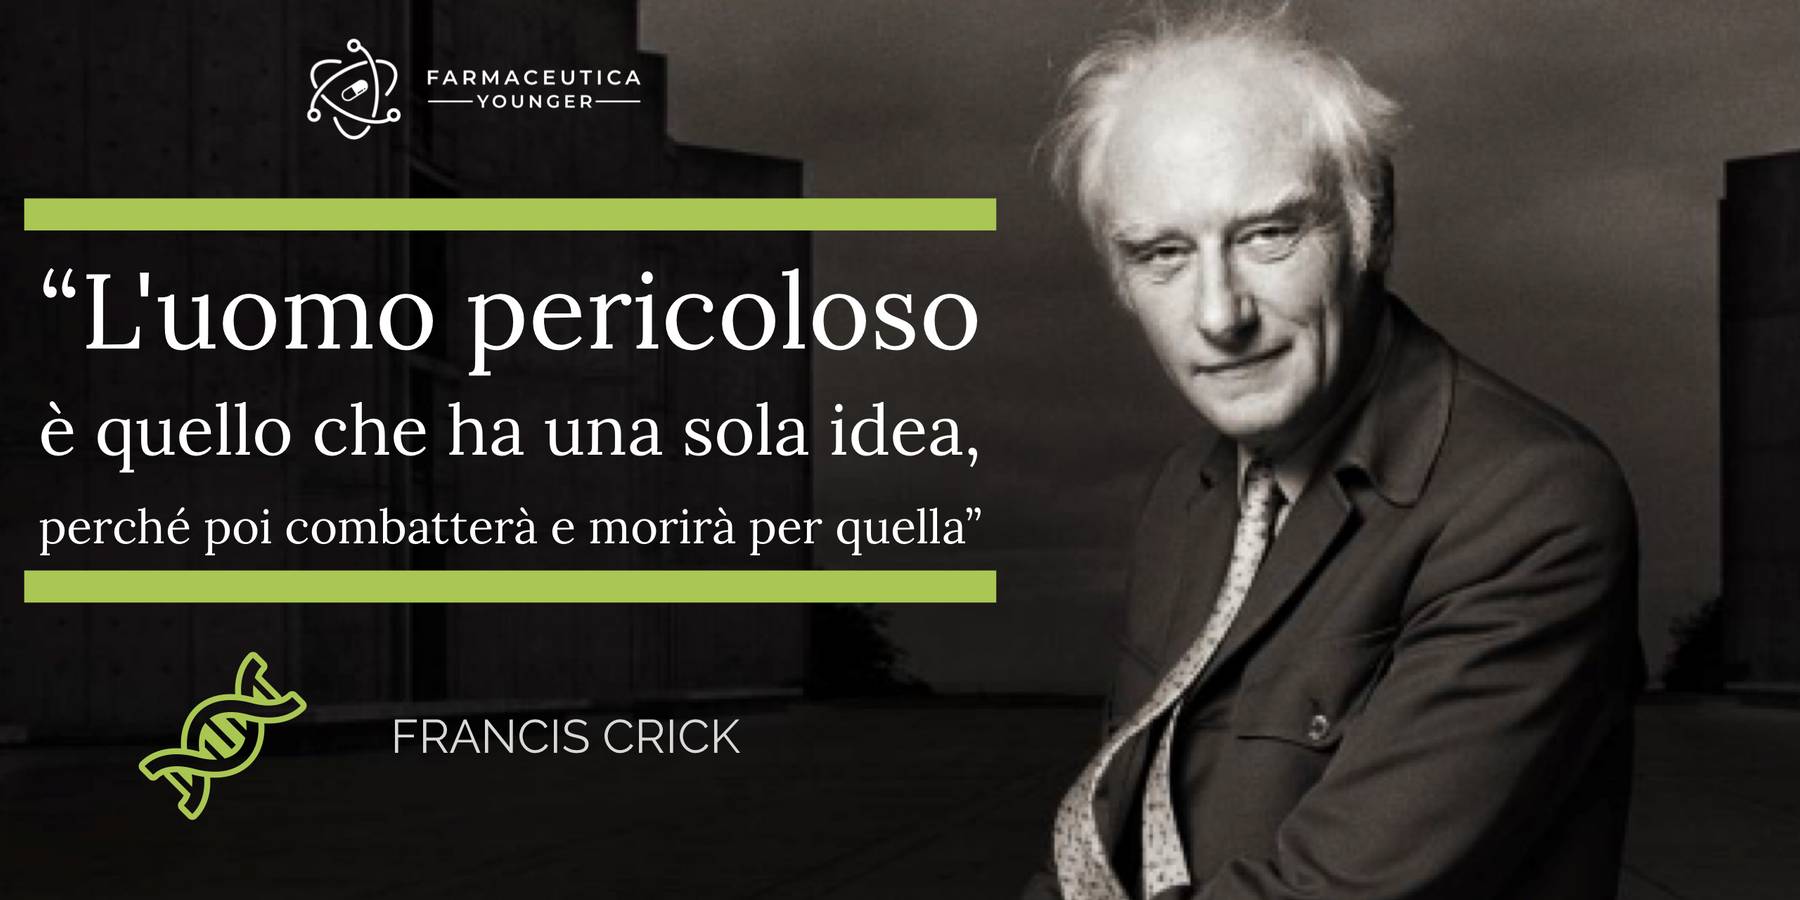 FARMACEUTICA
YOUNGER
“L'uomo pericoloso
è quello che ha una sola idea,
perché poi combatterà e morirà per quella”
FRANCIS CRICK